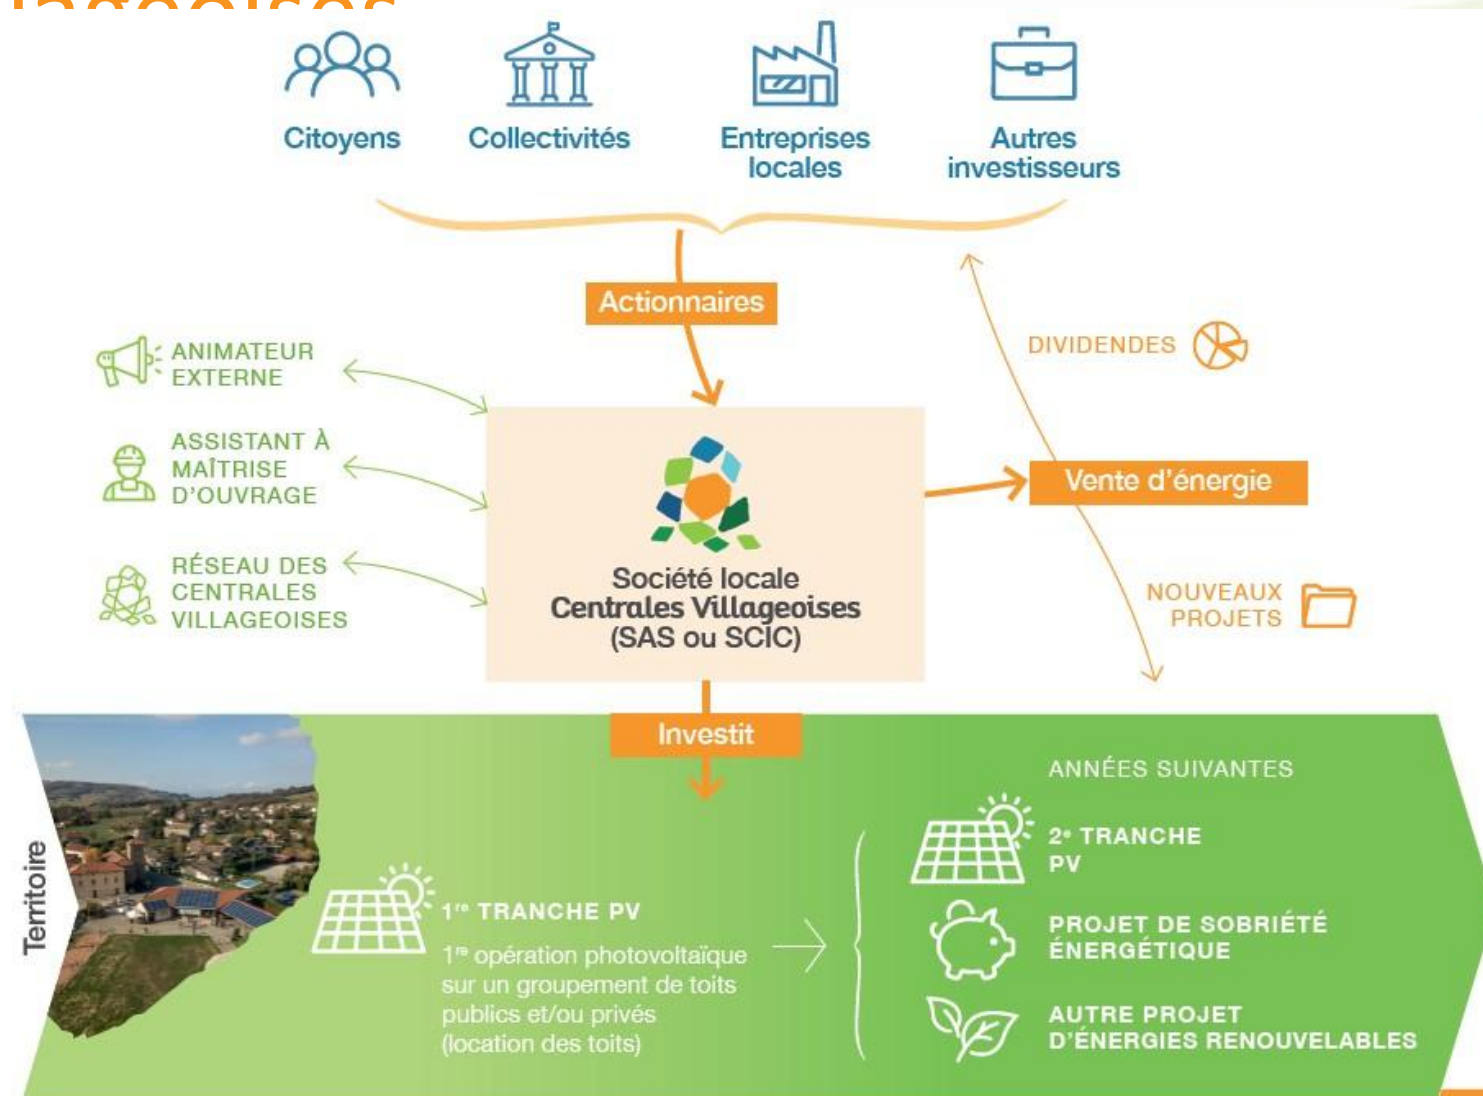 Citoyens
Collectivités
Entreprises
locales
Autres
investisseurs
Actionnaires
DIVIDENDES
ANIMATEUR
EXTERNE
ASSISTANT À
MAÎTRISE
D'OUVRAGE
RÉSEAU DES
CENTRALES
VILLAGEOISES
Société locale
Centrales Villageoises
(SAS ou SCIC)
Vente d'énergie
NOUVEAUX
PROJETS
Investit
Territoire
1re TRANCHE PV
1re opération photovoltaïque
sur un groupement de toits
publics et/ou privés
(location des toits)
ANNÉES SUIVANTES
2e TRANCHE
PV
PROJET DE SOBRIÉTÉ
ÉNERGÉTIQUE
AUTRE PROJET
D'ÉNERGIES RENOUVELABLES